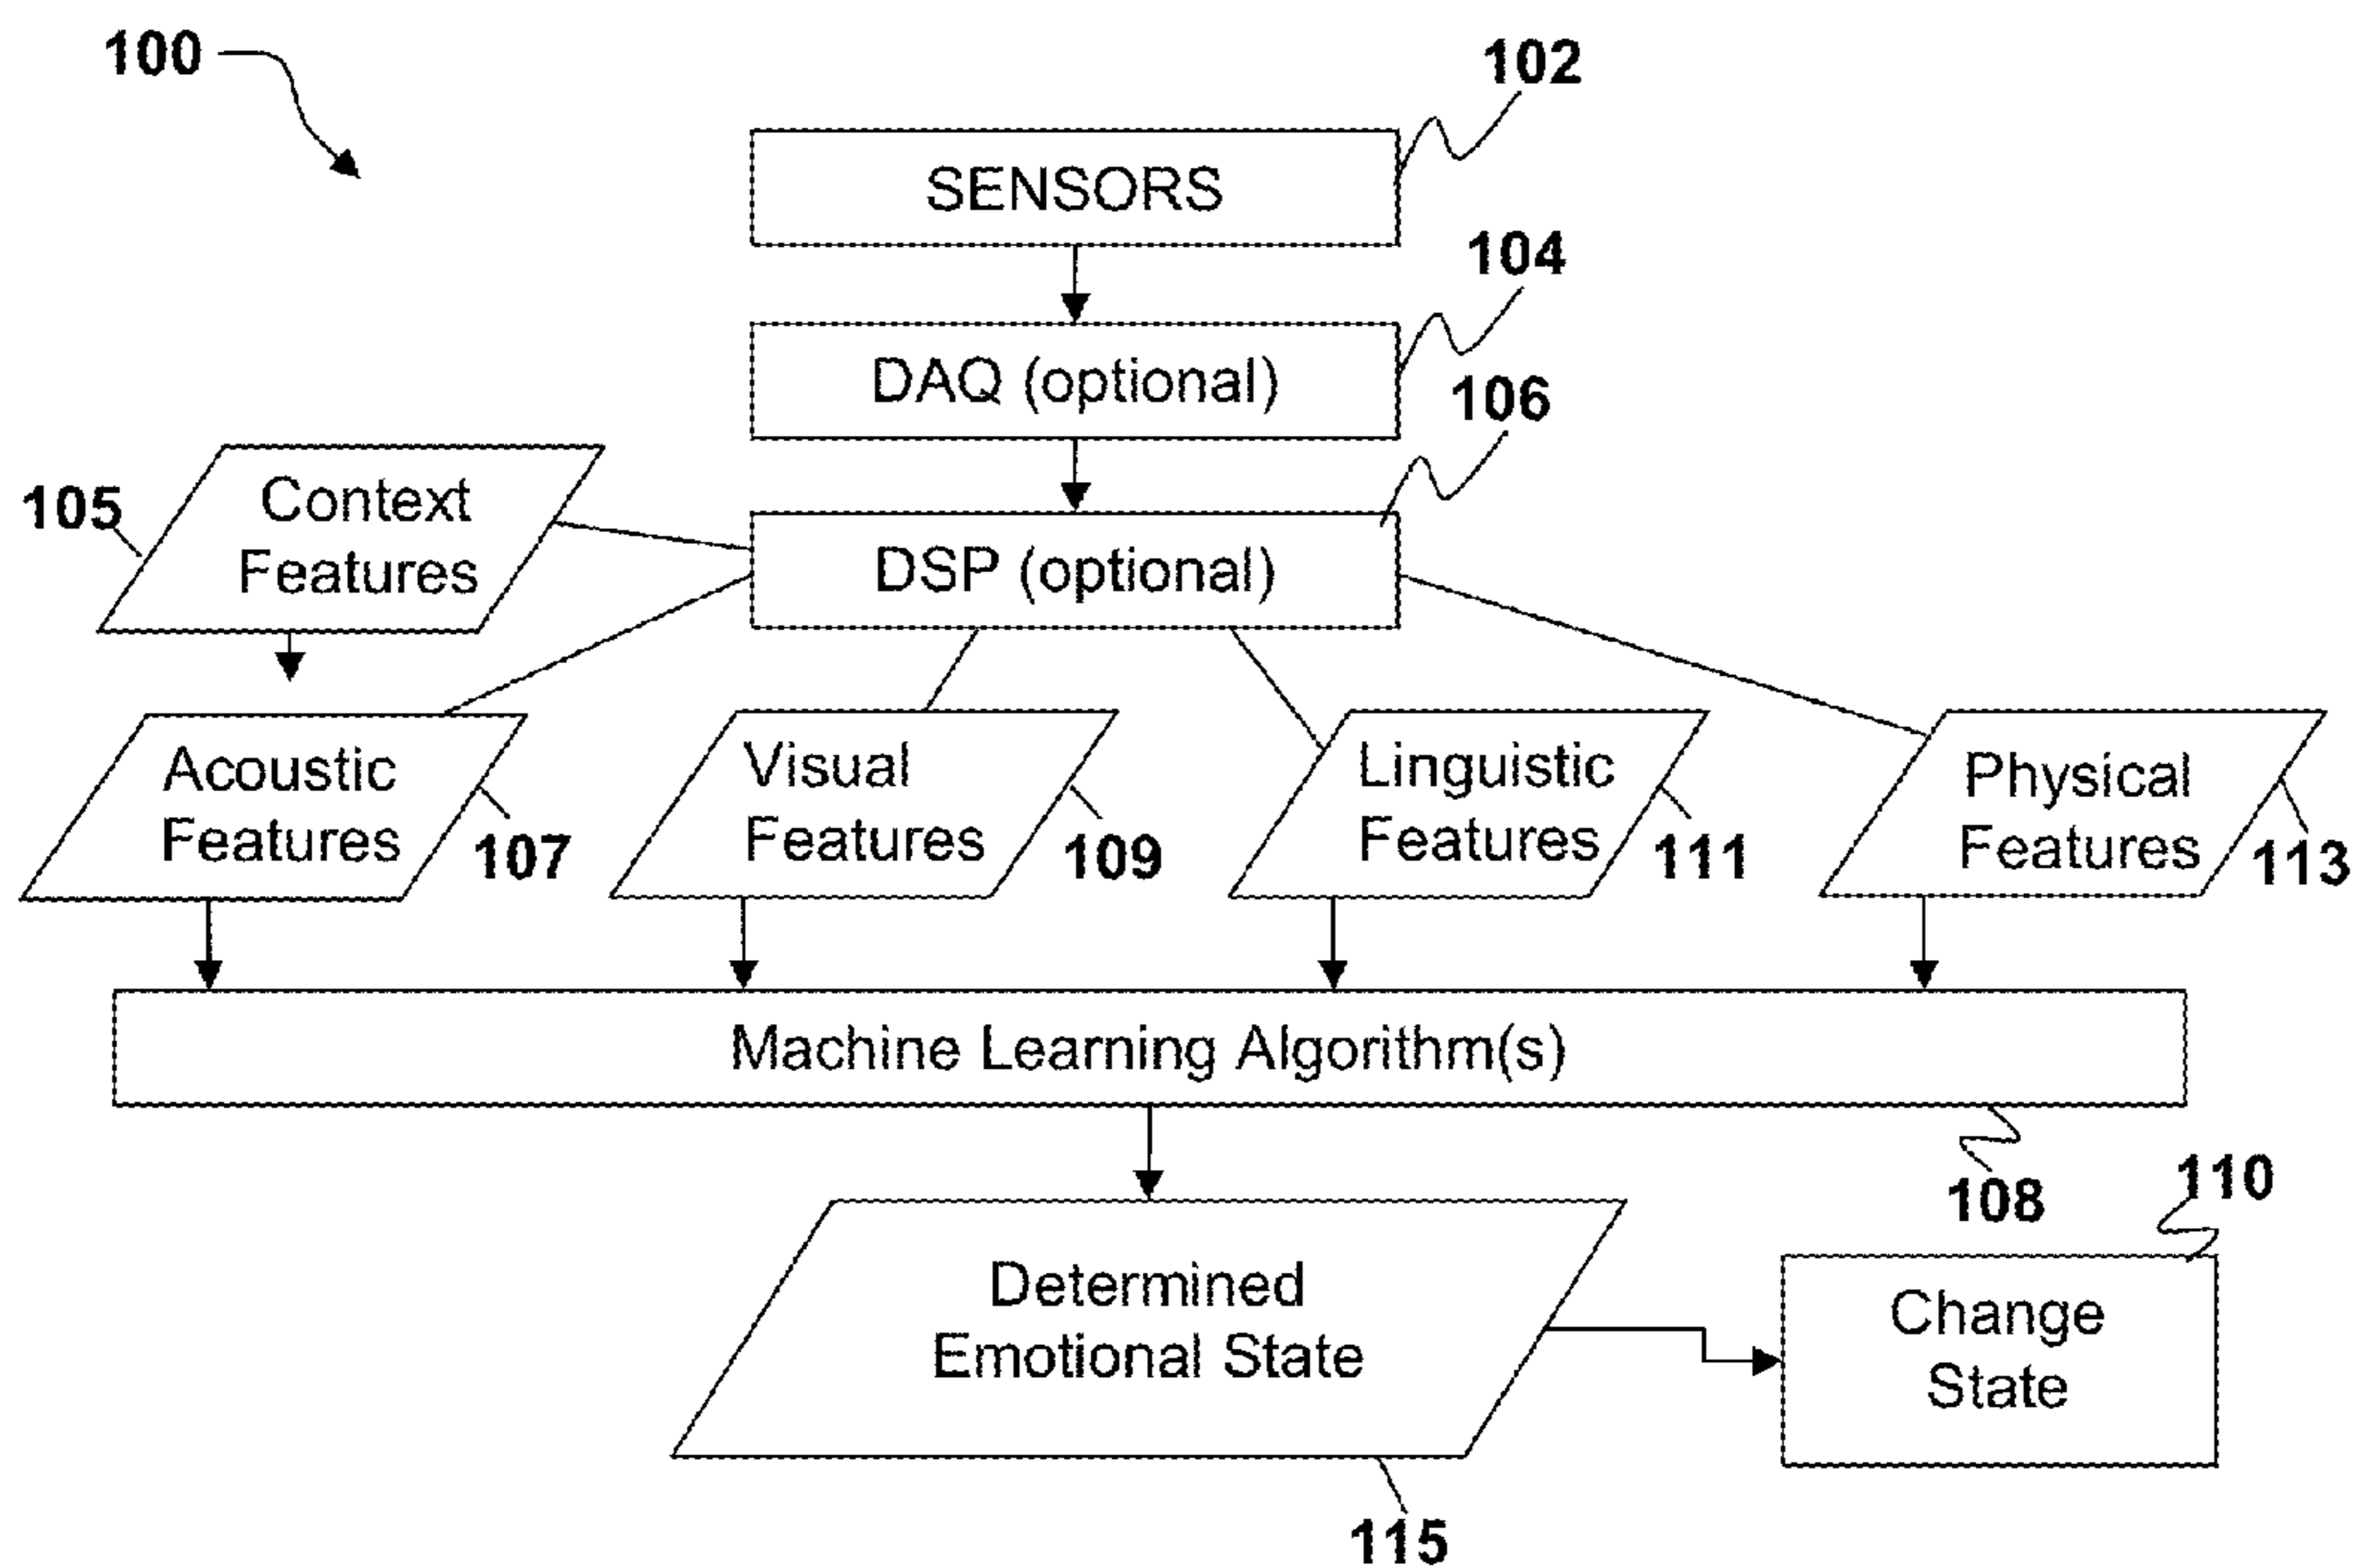 100
102
SENSORS
104
DAQ (optional)
106
105
Context
Features
DSP (optional)
Acoustic
Features
107
Visual
Features
109
Linguistic
Features
111
Physical
Features
113
Machine Learning Algorithm(s)
108
110
Determined
Emotional State
Change
State
115